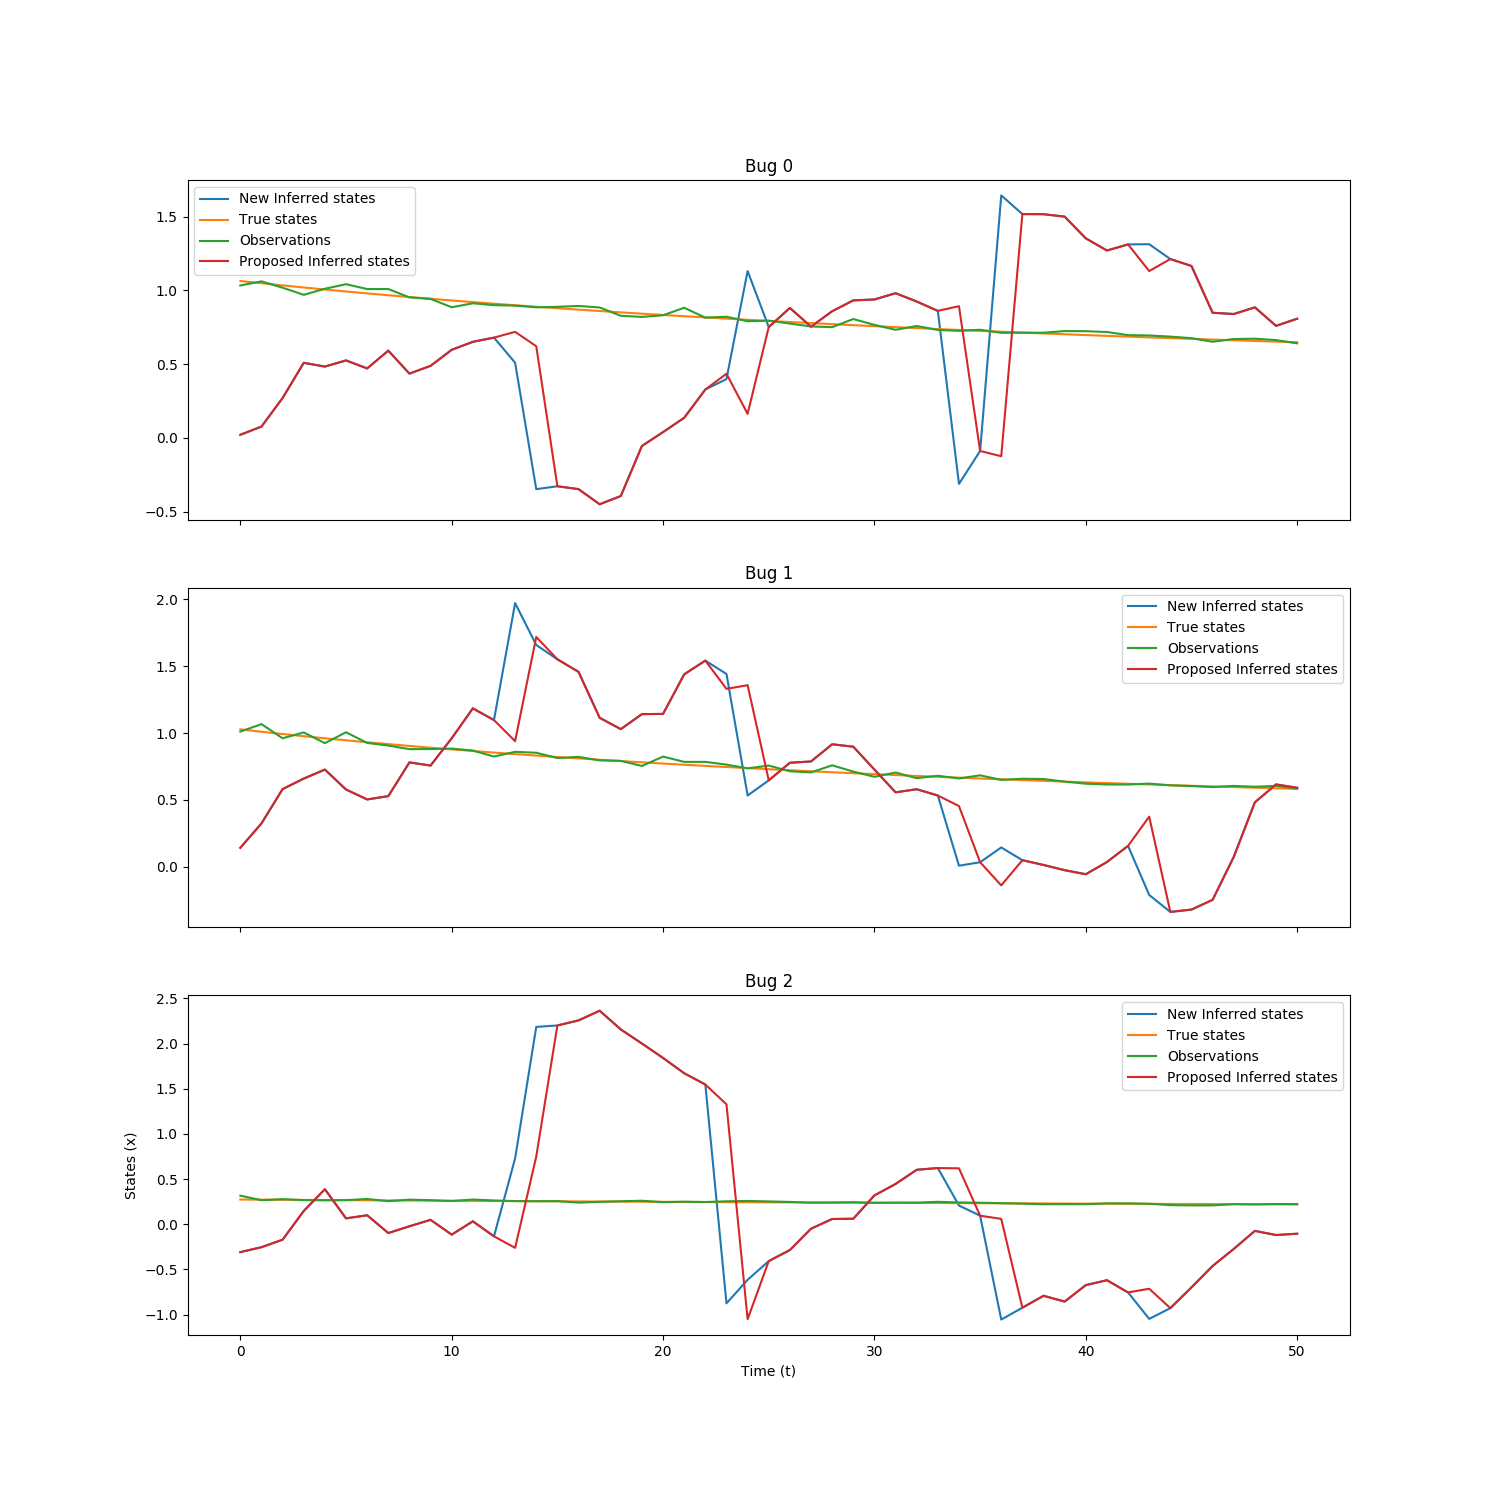 Bug 0
New Inferred states
True states
Observations
Proposed Inferred states
1.5
1.0
0.5
0.0
−0.5
Bug 1
New Inferred states
True states
Observations
Proposed Inferred states
2.0
1.5
1.0
0.5
0.0
Bug 2
New Inferred states
True states
Observations
Proposed Inferred states
2.5
2.0
1.5
1.0
0.5
0.0
−0.5
−1.0
States (x)
0 10 20 30 40 50
Time (t)